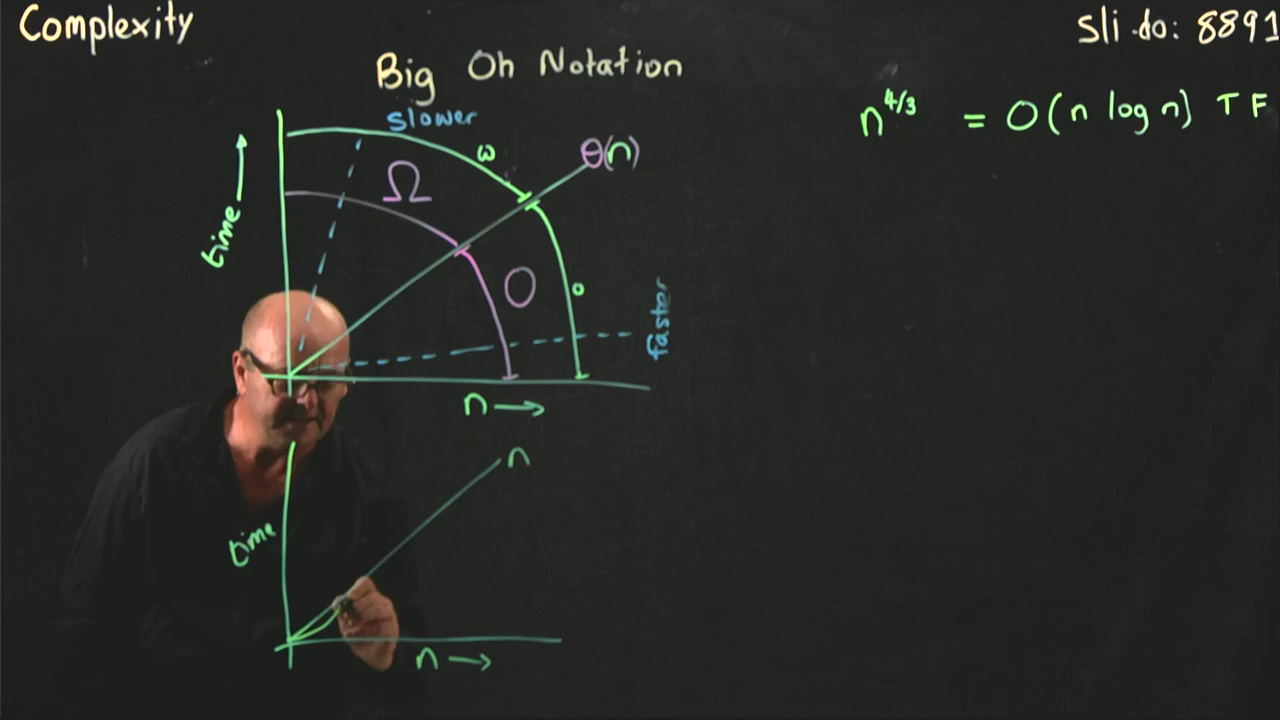 Complexity
Sli.do: 8891
Big Oh Notation
n^4/3 = O(n log n) T F
slower
ω
θ(n)
Ω
time
O
o
faster
n
n
time
n